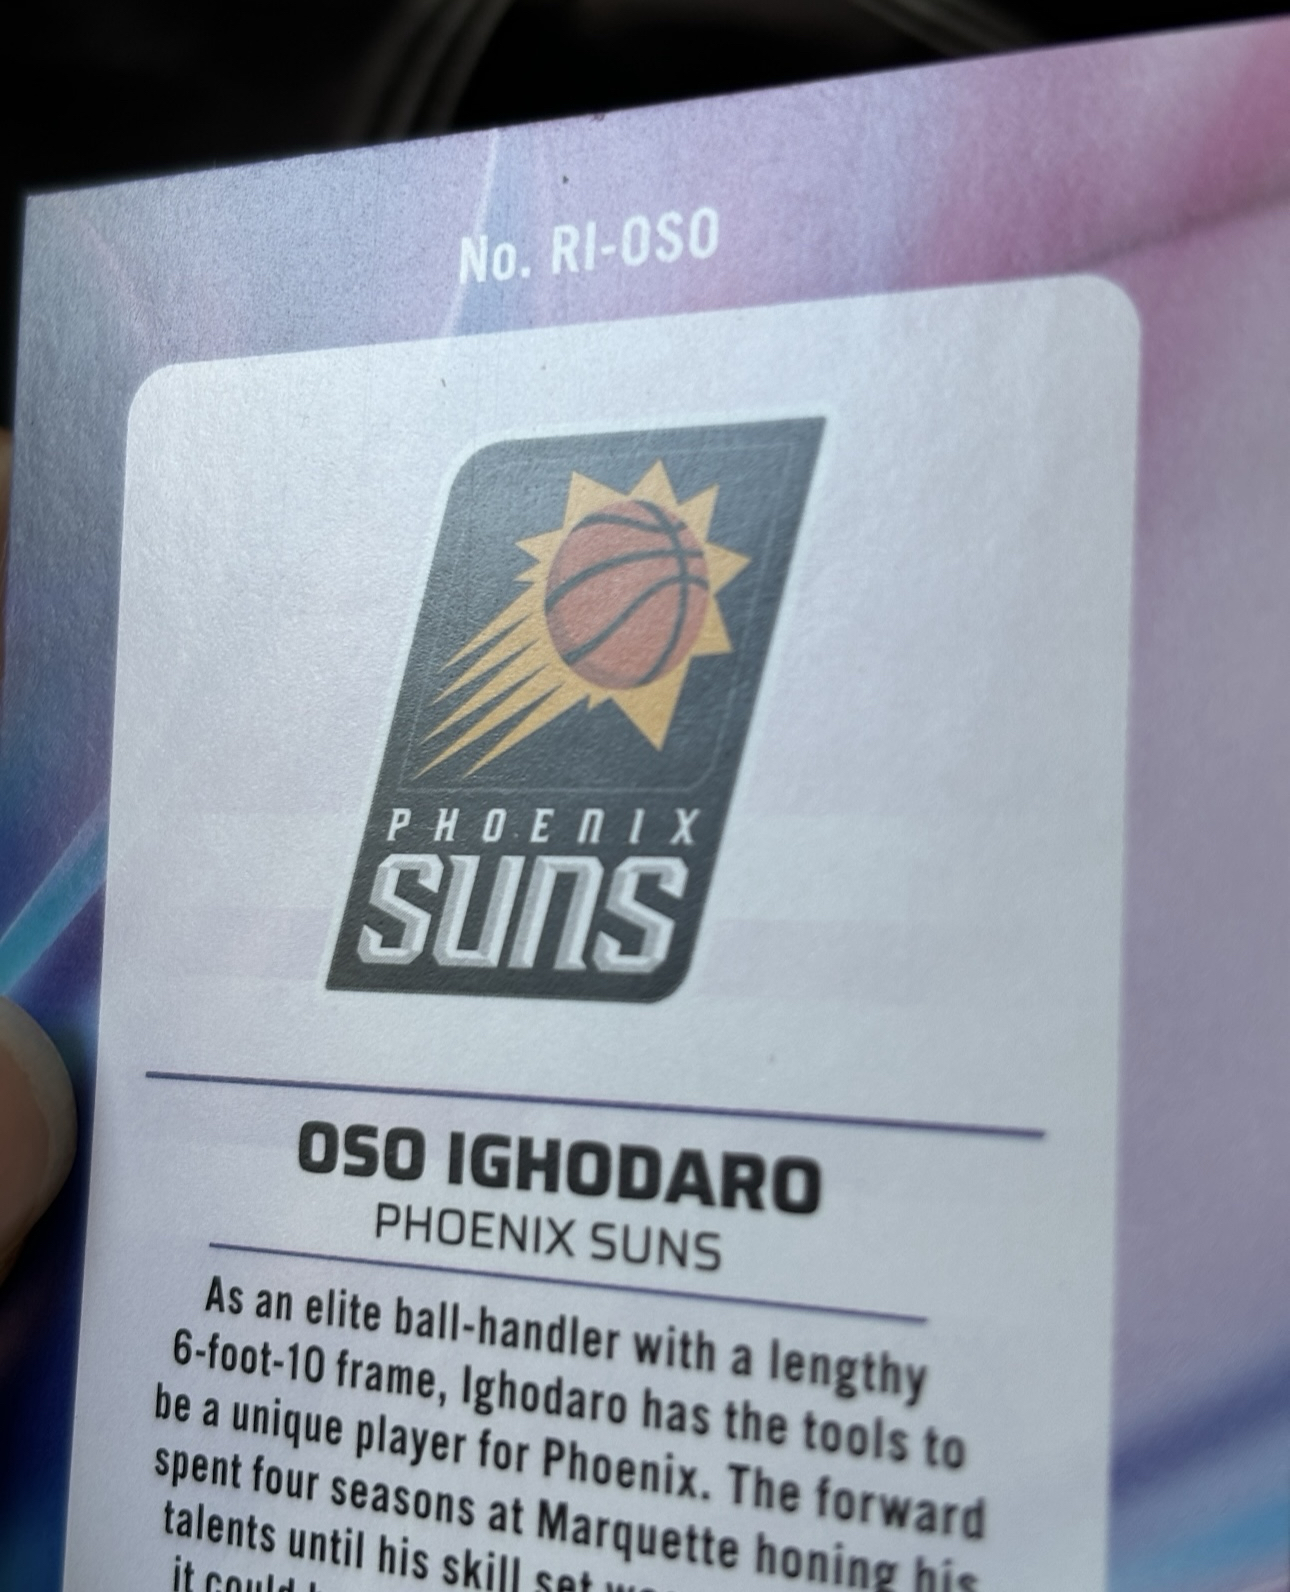 No. RI-OSO
PHOENIX
SUNS
OSO IGHODARO
PHOENIX SUNS
As an elite ball-handler with a lengthy
6-foot-10 frame, Ighodaro has the tools to
be a unique player for Phoenix. The forward
spent four seasons at Marquette honing his
talents until his skill set
it could